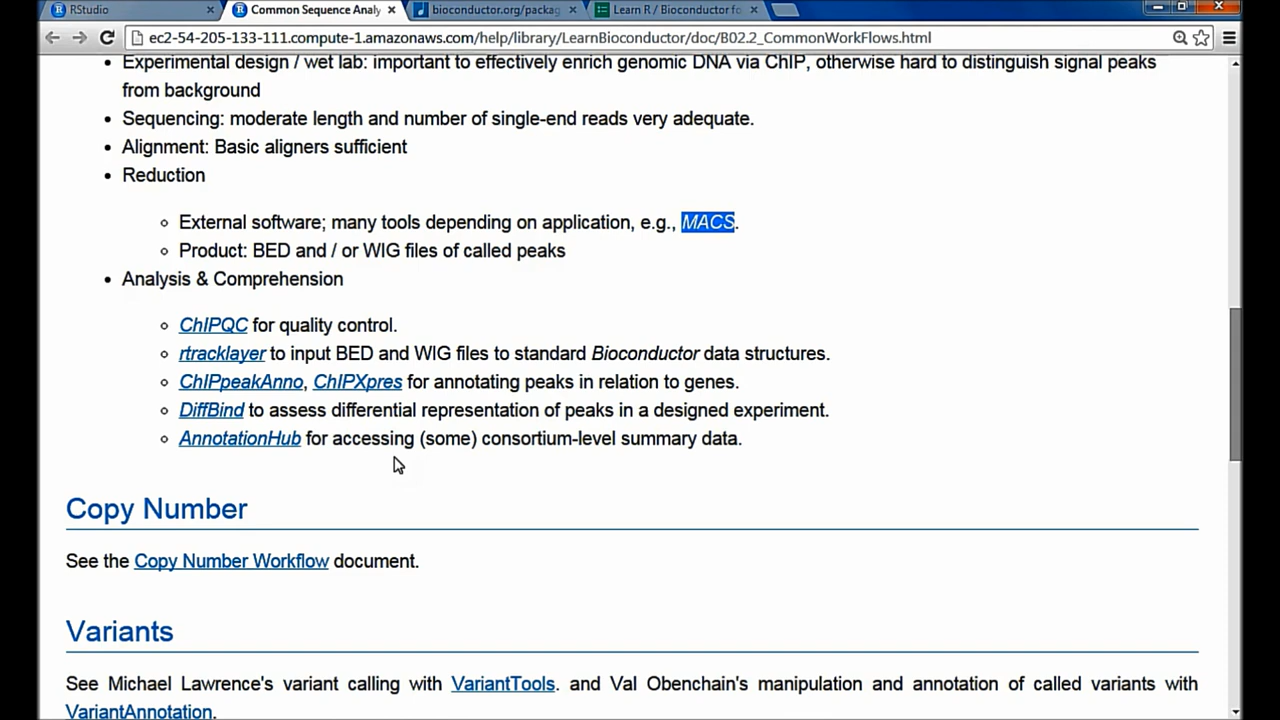 RStudio
Common Sequence Analy
bioconductor.org/packag
Learn R / Bioconductor fo
ec2-54-205-133-111.compute-1.amazonaws.com/help/library/LearnBioconductor/doc/B02.2_CommonWorkFlows.html
• Experimental design / wet lab: important to effectively enrich genomic DNA via ChIP, otherwise hard to distinguish signal peaks
from background
• Sequencing: moderate length and number of single-end reads very adequate.
• Alignment: Basic aligners sufficient
• Reduction
◦ External software; many tools depending on application, e.g., MACS.
◦ Product: BED and / or WIG files of called peaks
• Analysis & Comprehension
◦ ChIPQC for quality control.
◦ rtracklayer to input BED and WIG files to standard Bioconductor data structures.
◦ ChIPpeakAnno, ChIPXpres for annotating peaks in relation to genes.
◦ DiffBind to assess differential representation of peaks in a designed experiment.
◦ AnnotationHub for accessing (some) consortium-level summary data.
Copy Number
See the Copy Number Workflow document.
Variants
See Michael Lawrence's variant calling with VariantTools. and Val Obenchain's manipulation and annotation of called variants with
VariantAnnotation.